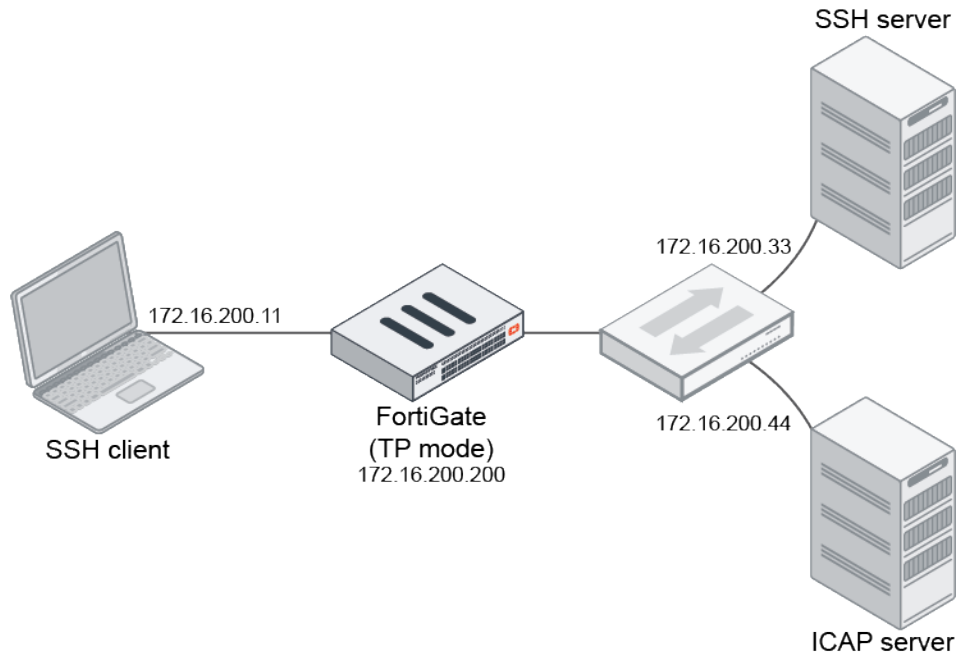 SSH server
172.16.200.33
172.16.200.11
FortiGate
(TP mode)
172.16.200.200
SSH client
172.16.200.44
ICAP server